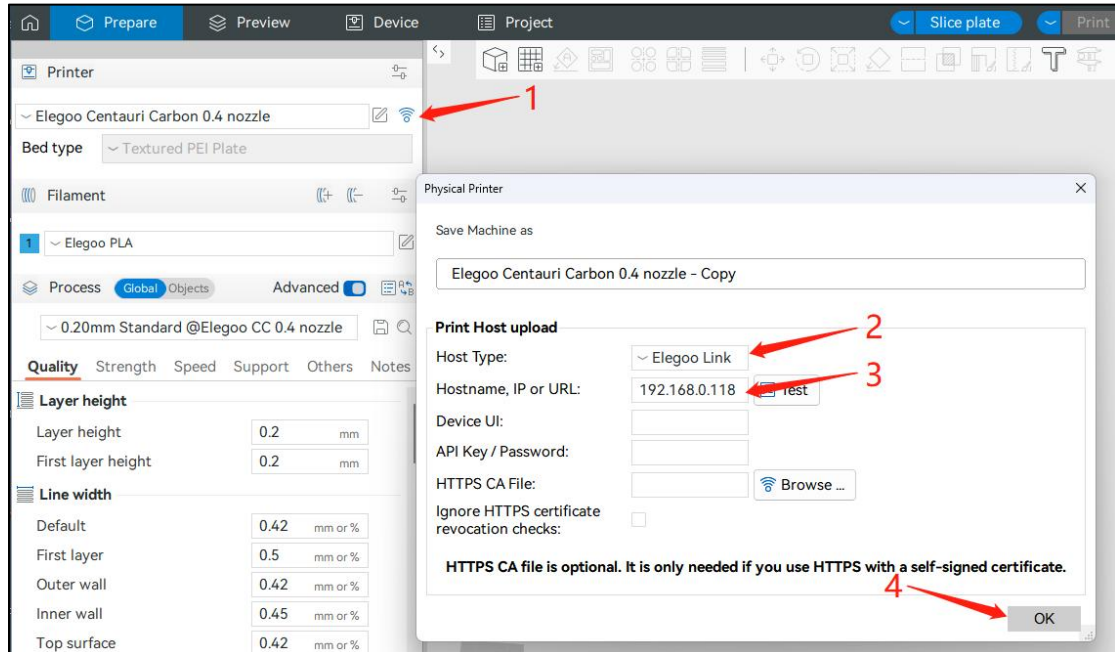 Prepare
Preview
Device
Project
Slice plate
Print
Printer
Elegoo Centauri Carbon 0.4 nozzle
1
Bed type
Textured PEI Plate
Filament
1
Elegoo PLA
Process
Global
Objects
Advanced
0.20mm Standard @Elegoo CC 0.4 nozzle
Quality
Strength
Speed
Support
Others
Notes
Layer height
Layer height
0.2
mm
First layer height
0.2
mm
Line width
Default
0.42
mm or %
First layer
0.5
mm or %
Outer wall
0.42
mm or %
Inner wall
0.45
mm or %
Top surface
0.42
mm or %
Physical Printer
Save Machine as
Elegoo Centauri Carbon 0.4 nozzle - Copy
Print Host upload
Host Type:
Elegoo Link
2
Hostname, IP or URL:
192.168.0.118
Test
3
Device UI:
API Key / Password:
HTTPS CA File:
Browse ...
Ignore HTTPS certificate
revocation checks:
HTTPS CA file is optional. It is only needed if you use HTTPS with a self-signed certificate.
4
OK